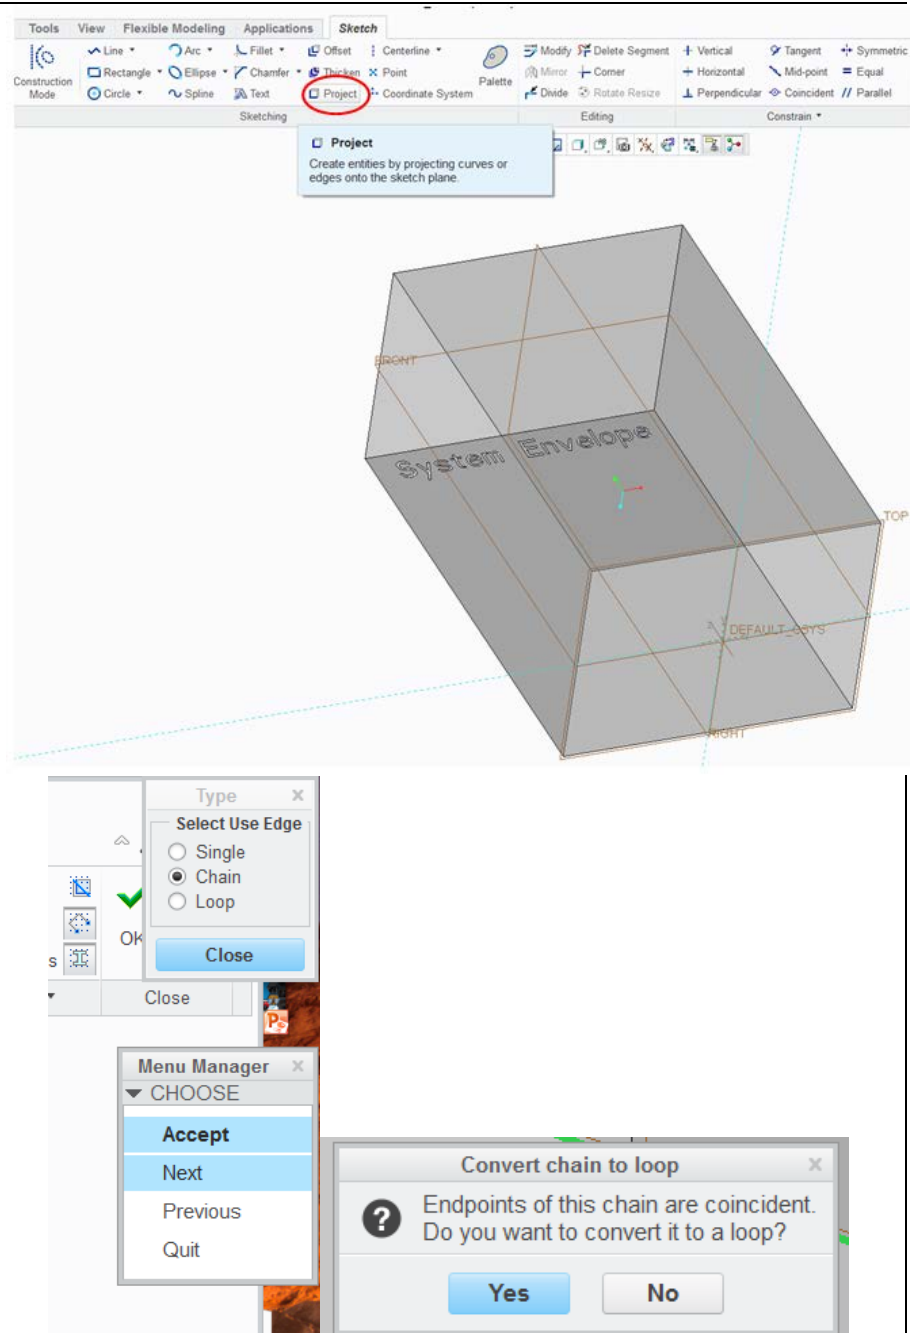 Tools View Flexible Modeling Applications Sketch
Line Arc Fillet Offset Centerline Modify Delete Segment Vertical Tangent Symmetric
Construction Mode Rectangle Ellipse Chamfer Thicken Point Palette Mirror Corner Horizontal Mid-point Equal
Circle Spline Text Project Coordinate System Divide Rotate Resize Perpendicular Coincident Parallel
Sketching Editing Constrain
Project
Create entities by projecting curves or
edges onto the sketch plane.
FRONT
System Envelope
TOP
DEFAULT_CSYS
RIGHT
Type
Select Use Edge
Single
Chain
Loop
OK
Close
s
Close
Menu Manager
CHOOSE
Accept
Next
Previous
Quit
Convert chain to loop
Endpoints of this chain are coincident.
Do you want to convert it to a loop?
Yes No